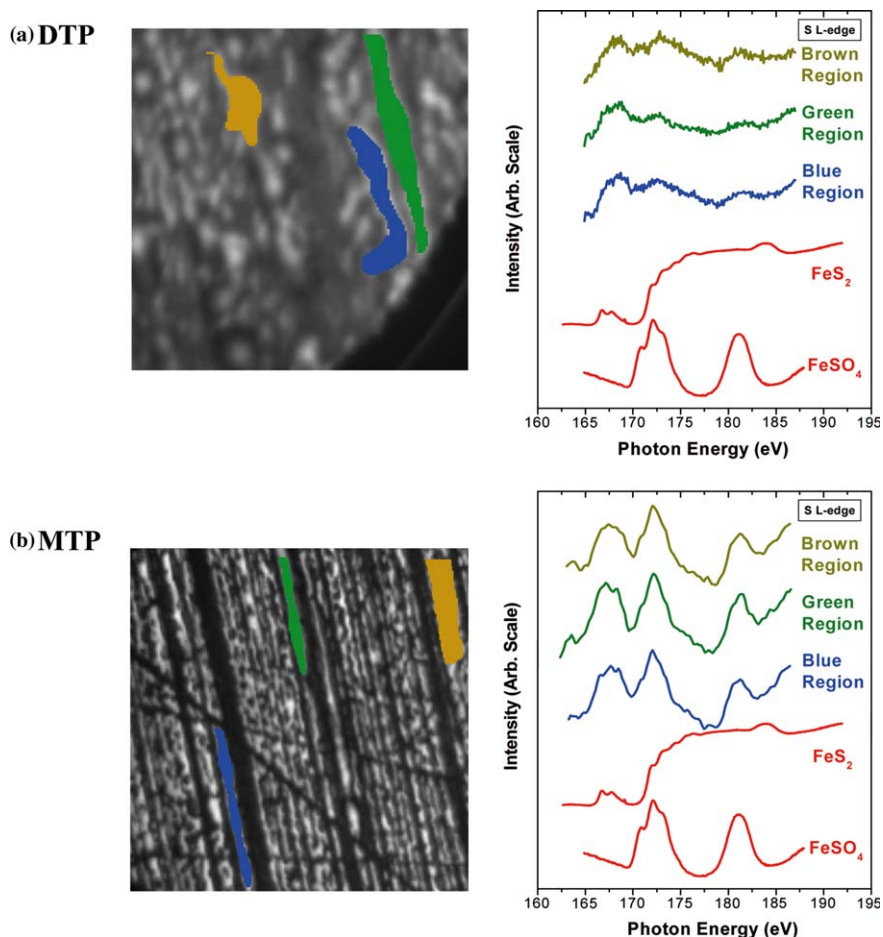 (a) DTP
S L-edge
Brown
Region
Green
Region
Blue
Region
FeS₂
FeSO₄
Intensity (Arb. Scale)
160 165 170 175 180 185 190 195
Photon Energy (eV)
(b) MTP
S L-edge
Brown
Region
Green
Region
Blue
Region
FeS₂
FeSO₄
Intensity (Arb. Scale)
160 165 170 175 180 185 190 195
Photon Energy (eV)